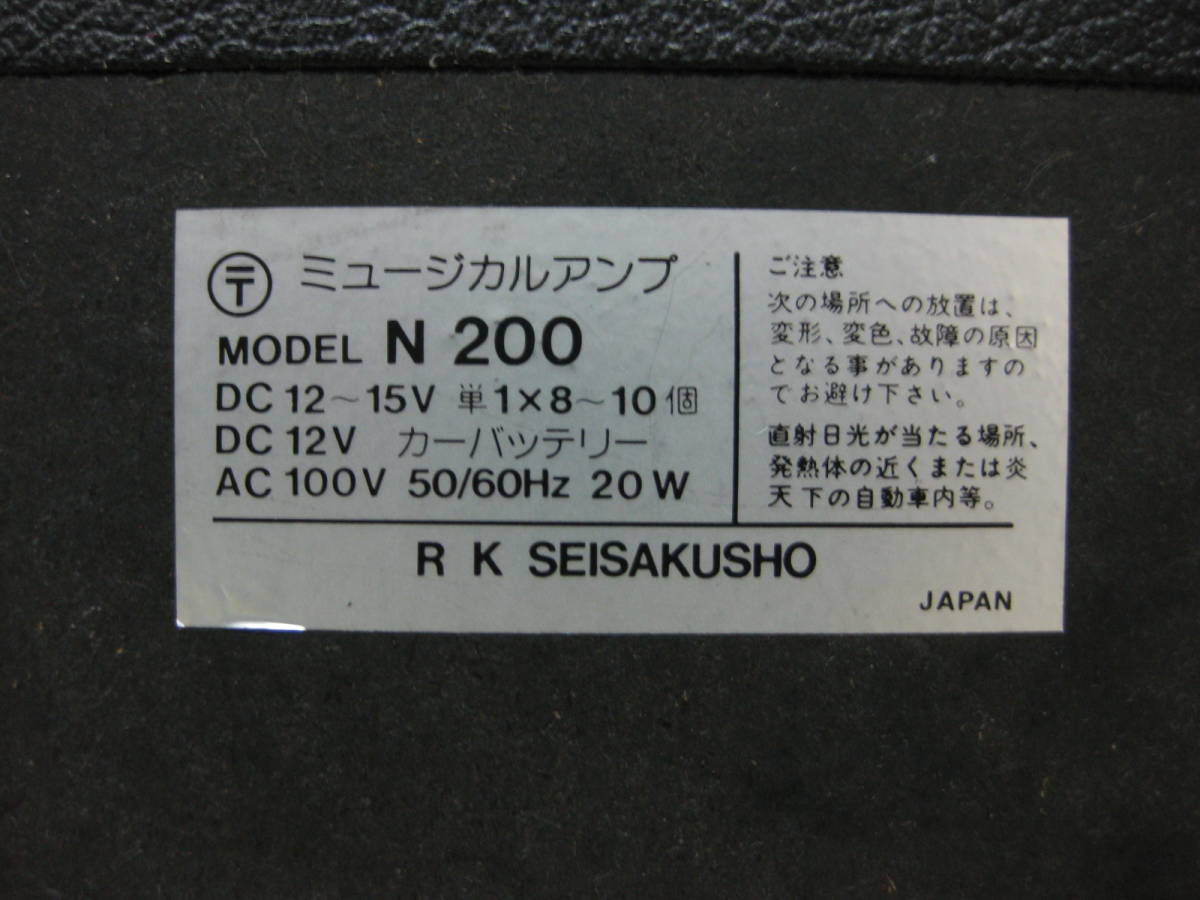 〒 ミュージカルアンプ
MODEL N 200
DC 12～15V 単1×8～10個
DC 12V カーバッテリー
AC 100V 50/60Hz 20W
ご注意
次の場所への放置は、
変形、変色、故障の原因
となる事がありますの
でお避け下さい。
直射日光が当たる場所、
発熱体の近くまたは炎
天下の自動車内等。
R K SEISAKUSHO
JAPAN